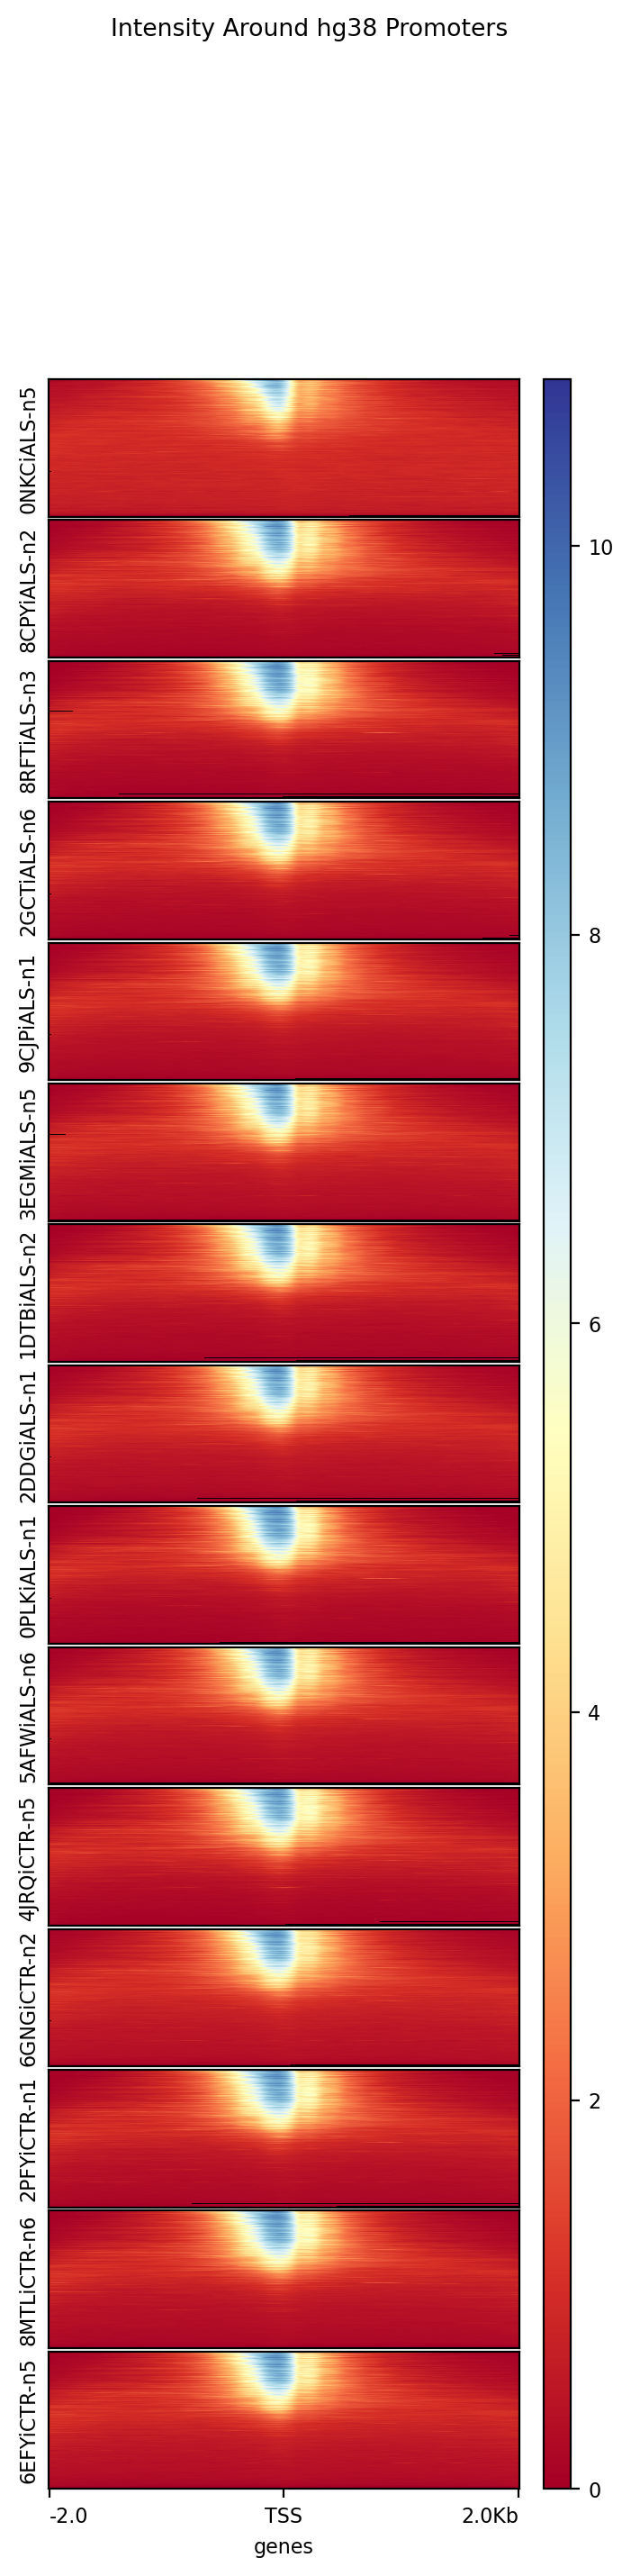 Intensity Around hg38 Promoters
0NKCiALS-n5
8CPYiALS-n2
8RFTiALS-n3
2GCTiALS-n6
9CJPiALS-n1
3EGMiALS-n5
1DTBiALS-n2
2DDGiALS-n1
0PLKiALS-n1
5AFWiALS-n6
4JRQiCTR-n5
6GNGiCTR-n2
2PFYiCTR-n1
8MTLiCTR-n6
6EFYiCTR-n5
10
8
6
4
2
0
-2.0 TSS 2.0Kb
genes